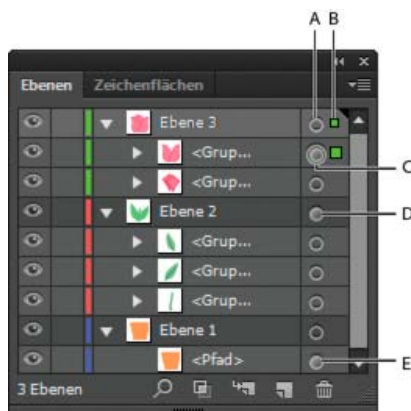 A B
Ebenen Zeichenflächen
Ebene 3
<Grup...
C
<Grup...
Ebene 2
D
<Grup...
<Grup...
<Grup...
Ebene 1
<Pfad>
E
3 Ebenen